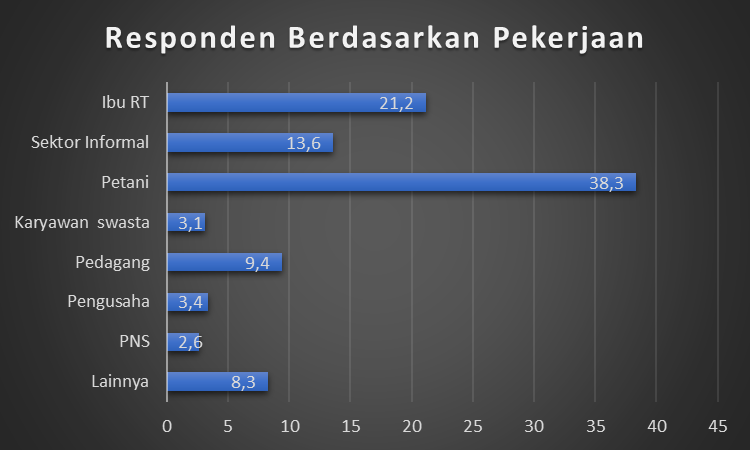 Responden Berdasarkan Pekerjaan
Ibu RT 21,2
Sektor Informal 13,6
Petani 38,3
Karyawan swasta 3,1
Pedagang 9,4
Pengusaha 3,4
PNS 2,6
Lainnya 8,3
0 5 10 15 20 25 30 35 40 45